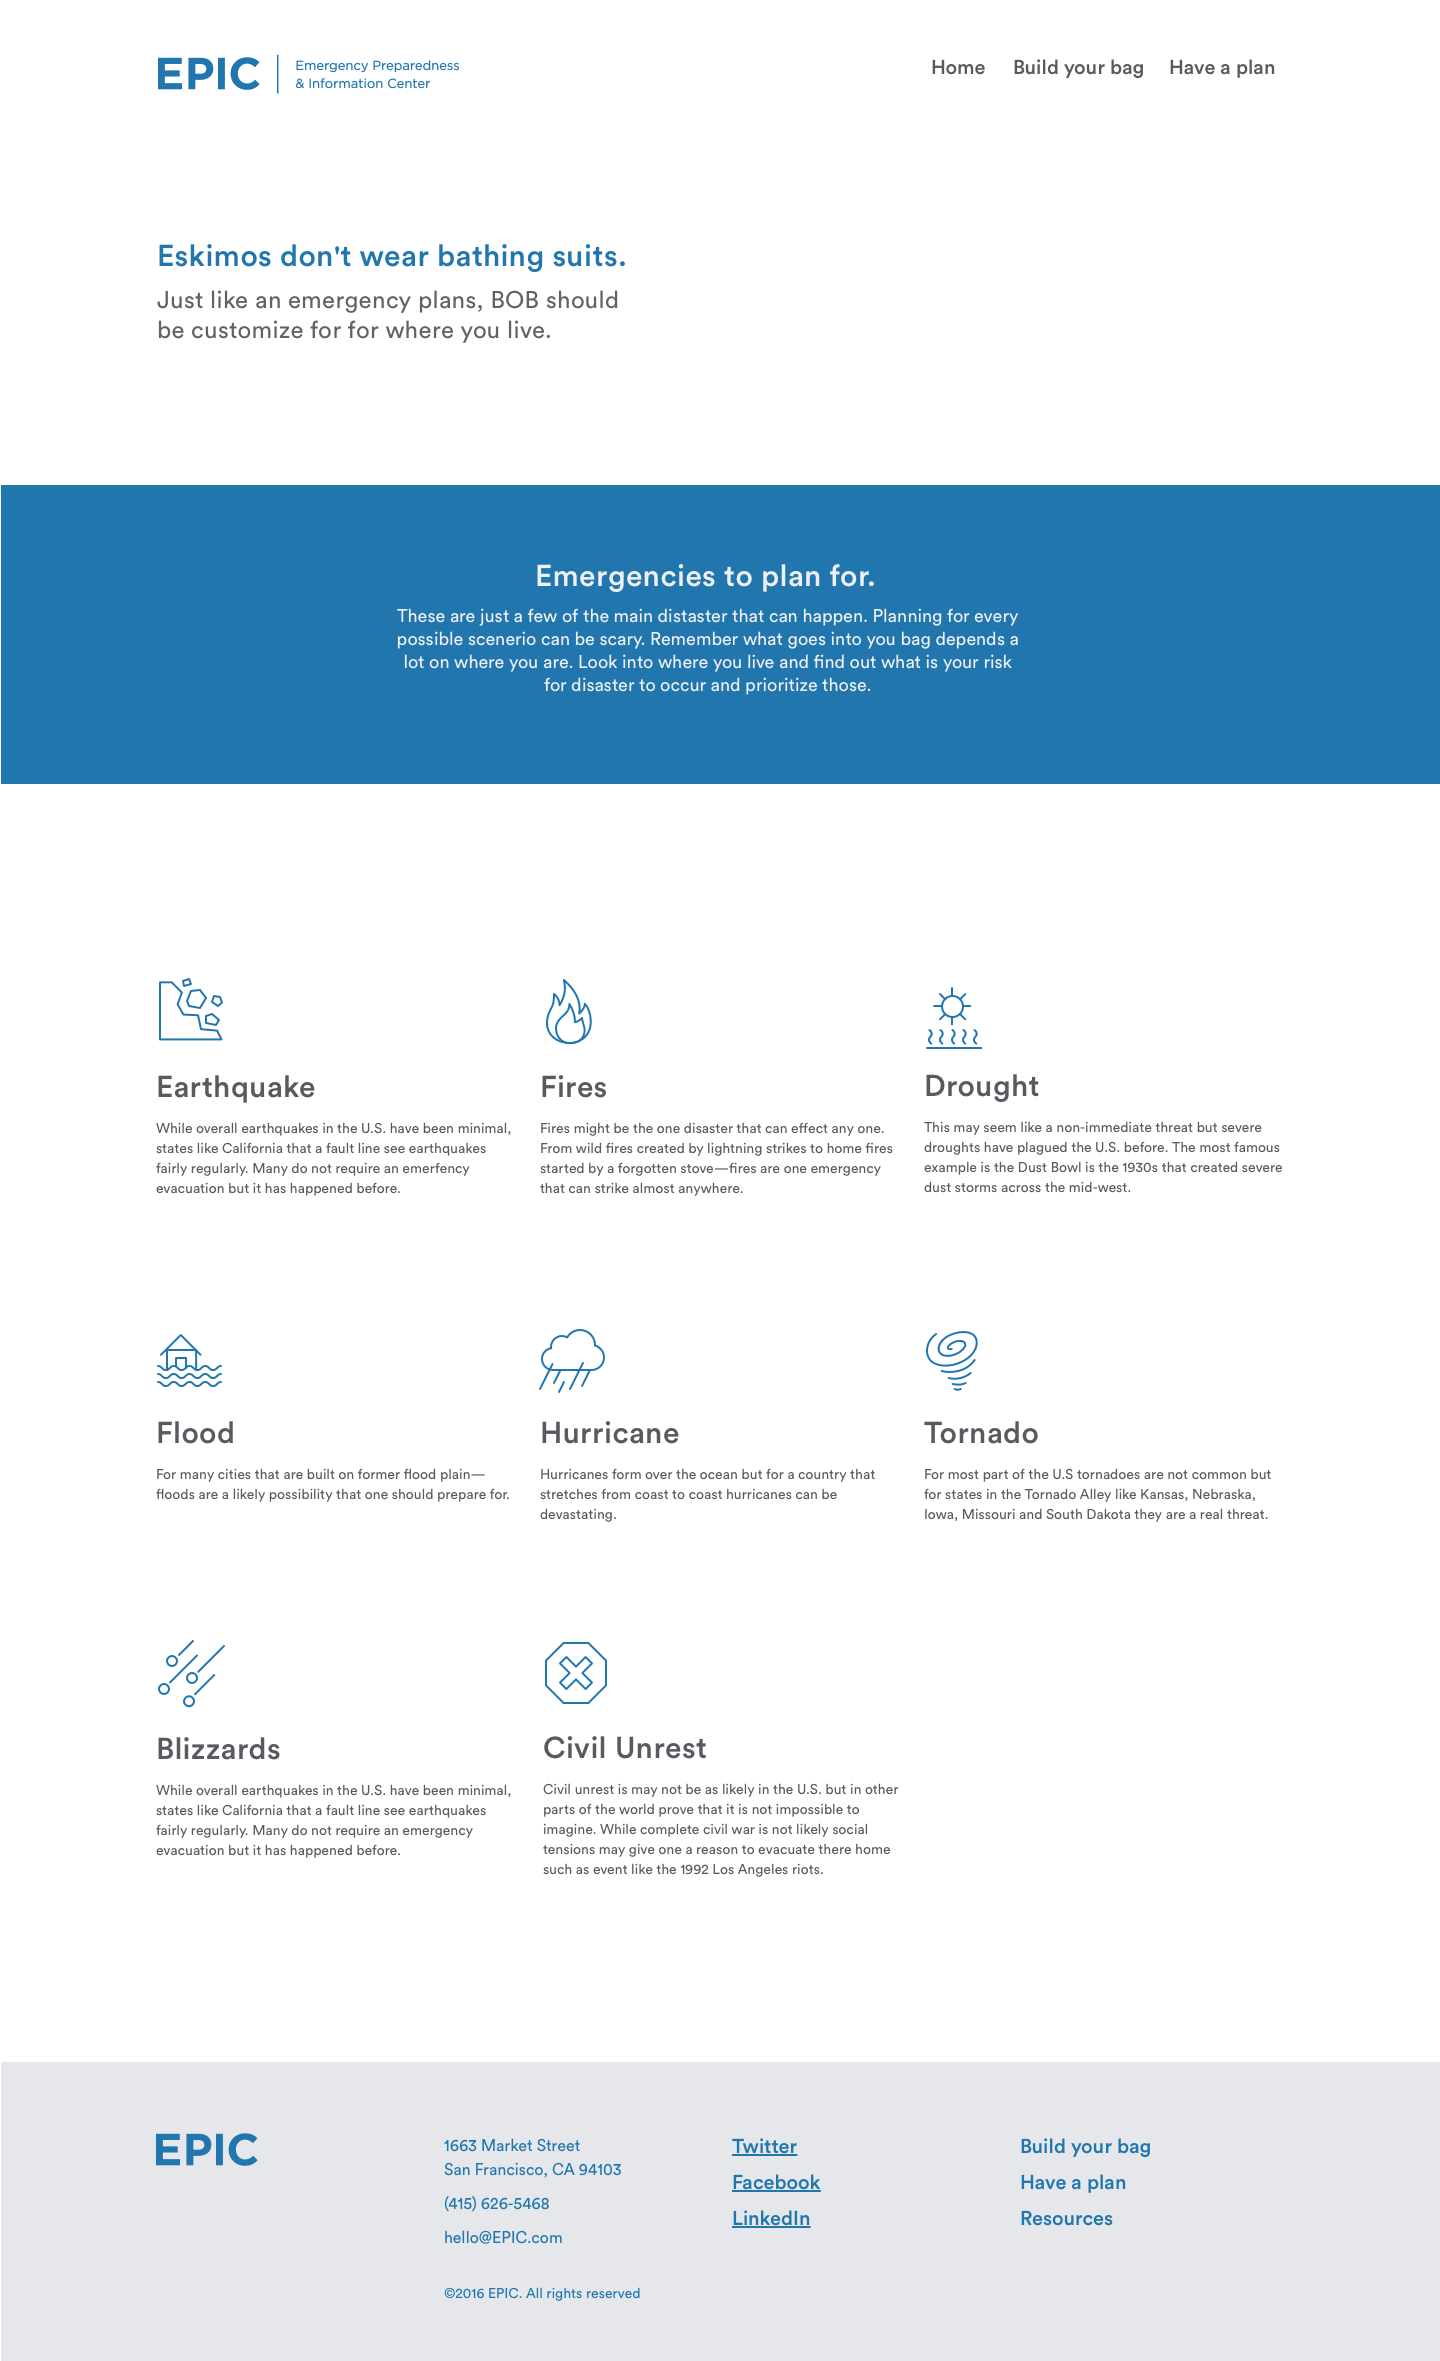 EPIC
Emergency Preparedness
& Information Center
Home Build your bag Have a plan
Eskimos don't wear bathing suits.
Just like an emergency plans, BOB should
be customize for for where you live.
Emergencies to plan for.
These are just a few of the main distaster that can happen. Planning for every
possible scenerio can be scary. Remember what goes into you bag depends a
lot on where you are. Look into where you live and find out what is your risk
for disaster to occur and prioritize those.
Earthquake
While overall earthquakes in the U.S. have been minimal,
states like California that a fault line see earthquakes
fairly regularly. Many do not require an emerfency
evacuation but it has happened before.
Fires
Fires might be the one disaster that can effect any one.
From wild fires created by lightning strikes to home fires
started by a forgotten stove—fires are one emergency
that can strike almost anywhere.
Drought
This may seem like a non-immediate threat but severe
droughts have plagued the U.S. before. The most famous
example is the Dust Bowl is the 1930s that created severe
dust storms across the mid-west.
Flood
For many cities that are built on former flood plain—
floods are a likely possibility that one should prepare for.
Hurricane
Hurricanes form over the ocean but for a country that
stretches from coast to coast hurricanes can be
devastating.
Tornado
For most part of the U.S tornadoes are not common but
for states in the Tornado Alley like Kansas, Nebraska,
Iowa, Missouri and South Dakota they are a real threat.
Blizzards
While overall earthquakes in the U.S. have been minimal,
states like California that a fault line see earthquakes
fairly regularly. Many do not require an emergency
evacuation but it has happened before.
Civil Unrest
Civil unrest is may not be as likely in the U.S. but in other
parts of the world prove that it is not impossible to
imagine. While complete civil war is not likely social
tensions may give one a reason to evacuate there home
such as event like the 1992 Los Angeles riots.
EPIC
1663 Market Street
San Francisco, CA 94103
(415) 626-5468
hello@EPIC.com
©2016 EPIC. All rights reserved
Twitter
Facebook
LinkedIn
Build your bag
Have a plan
Resources